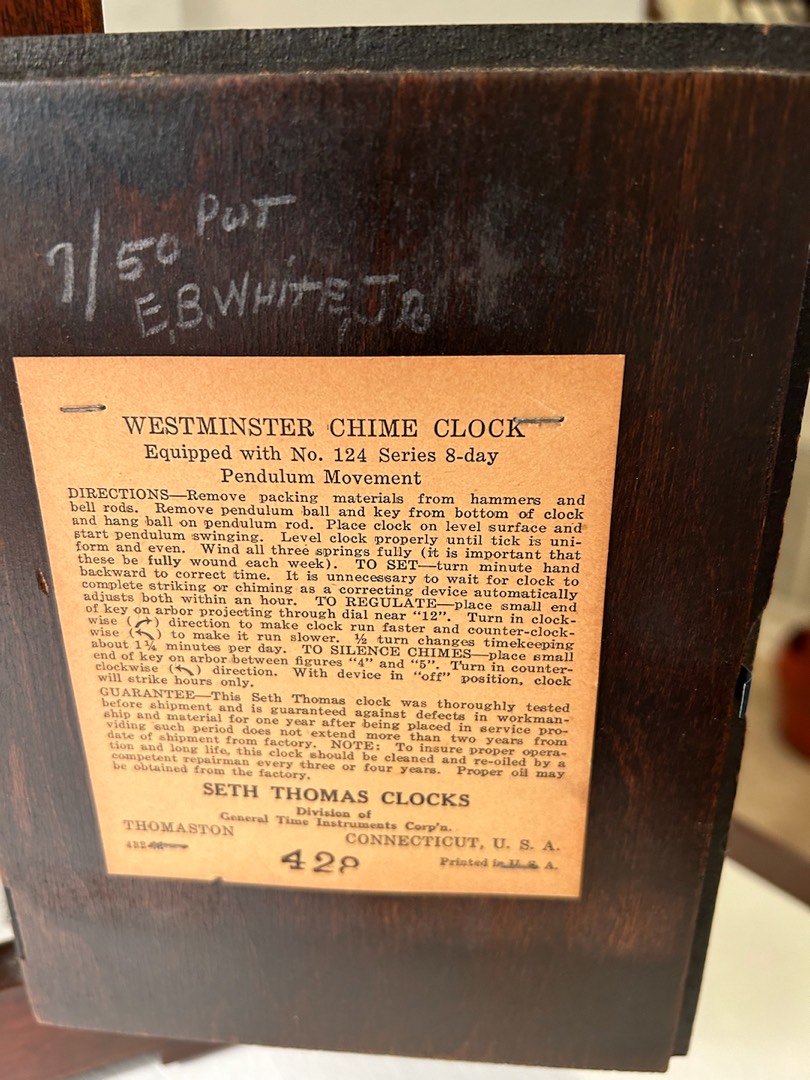 7/50 PWT
E.B. WHITE, JR
WESTMINSTER CHIME CLOCK
Equipped with No. 124 Series 8-day
Pendulum Movement
DIRECTIONS—Remove packing materials from hammers and
bell rods. Remove pendulum ball and key from bottom of clock
and hang ball on pendulum rod. Place clock on level surface and
start pendulum swinging. Level clock properly until tick is uni-
form and even. Wind all three springs fully (it is important that
these be fully wound each week). TO SET—turn minute hand
backward to correct time. It is unnecessary to wait for clock to
complete striking or chiming as a correcting device automatically
adjusts both within an hour. TO REGULATE—place small end
of key on arbor projecting through dial near "12". Turn in clock-
wise (↷) direction to make clock run faster and counter-clock-
wise (↶) to make it run slower. ½ turn changes timekeeping
about 1¼ minutes per day. TO SILENCE CHIMES—place small
end of key on arbor between figures "4" and "5". Turn in counter-
clockwise (↶) direction. With device in "off" position, clock
will strike hours only.
GUARANTEE—This Seth Thomas clock was thoroughly tested
before shipment and is guaranteed against defects in workman-
ship and material for one year after being placed in service pro-
viding such period does not extend more than two years from
date of shipment from factory. NOTE: To insure proper opera-
tion and long life, this clock should be cleaned and re-oiled by a
competent repairman every three or four years. Proper oil may
be obtained from the factory.
SETH THOMAS CLOCKS
Division of
General Time Instruments Corp'n.
THOMASTON CONNECTICUT, U. S. A.
428
Printed in U. S. A.